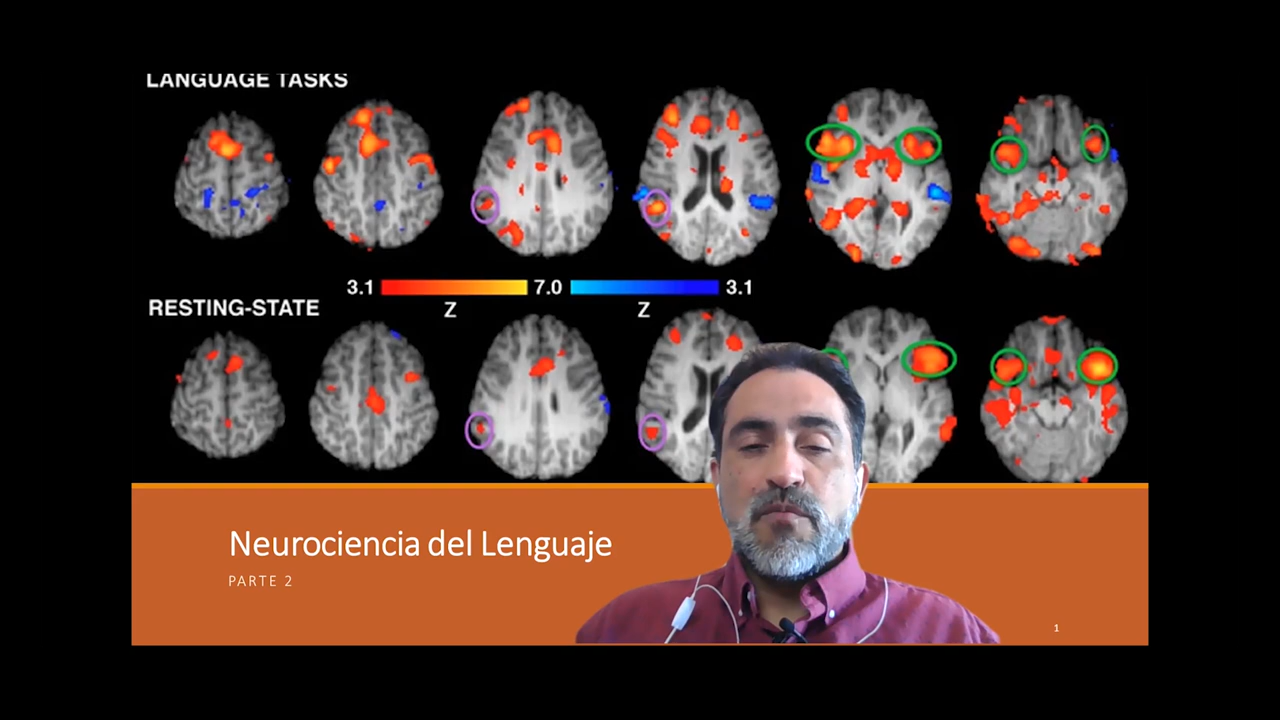 LANGUAGE TASKS
3.1 7.0 3.1
Z Z
RESTING-STATE
Neurociencia del Lenguaje
PARTE 2
1